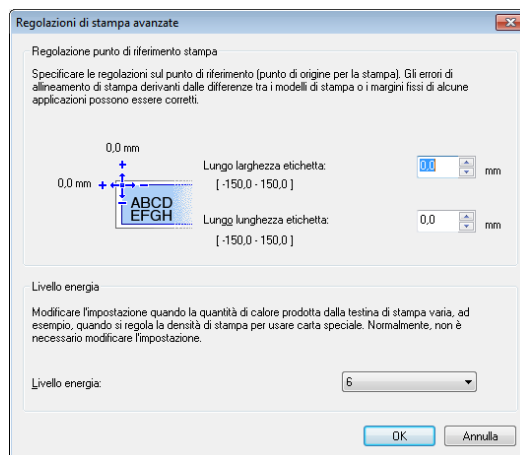 Regolazioni di stampa avanzate
Regolazione punto di riferimento stampa
Specificare le regolazioni sul punto di riferimento (punto di origine per la stampa). Gli errori di
allineamento di stampa derivanti dalle differenze tra i modelli di stampa o i margini fissi di alcune
applicazioni possono essere corretti.
0,0 mm
0,0 mm
ABCD
EFGH
Lungo larghezza etichetta: 0,0 mm
[ -150,0 - 150,0 ]
Lungo lunghezza etichetta: 0,0 mm
[ -150,0 - 150,0 ]
Livello energia
Modificare l'impostazione quando la quantità di calore prodotta dalla testina di stampa varia, ad
esempio, quando si regola la densità di stampa per usare carta speciale. Normalmente, non è
necessario modificare l'impostazione.
Livello energia: 6
OK Annulla